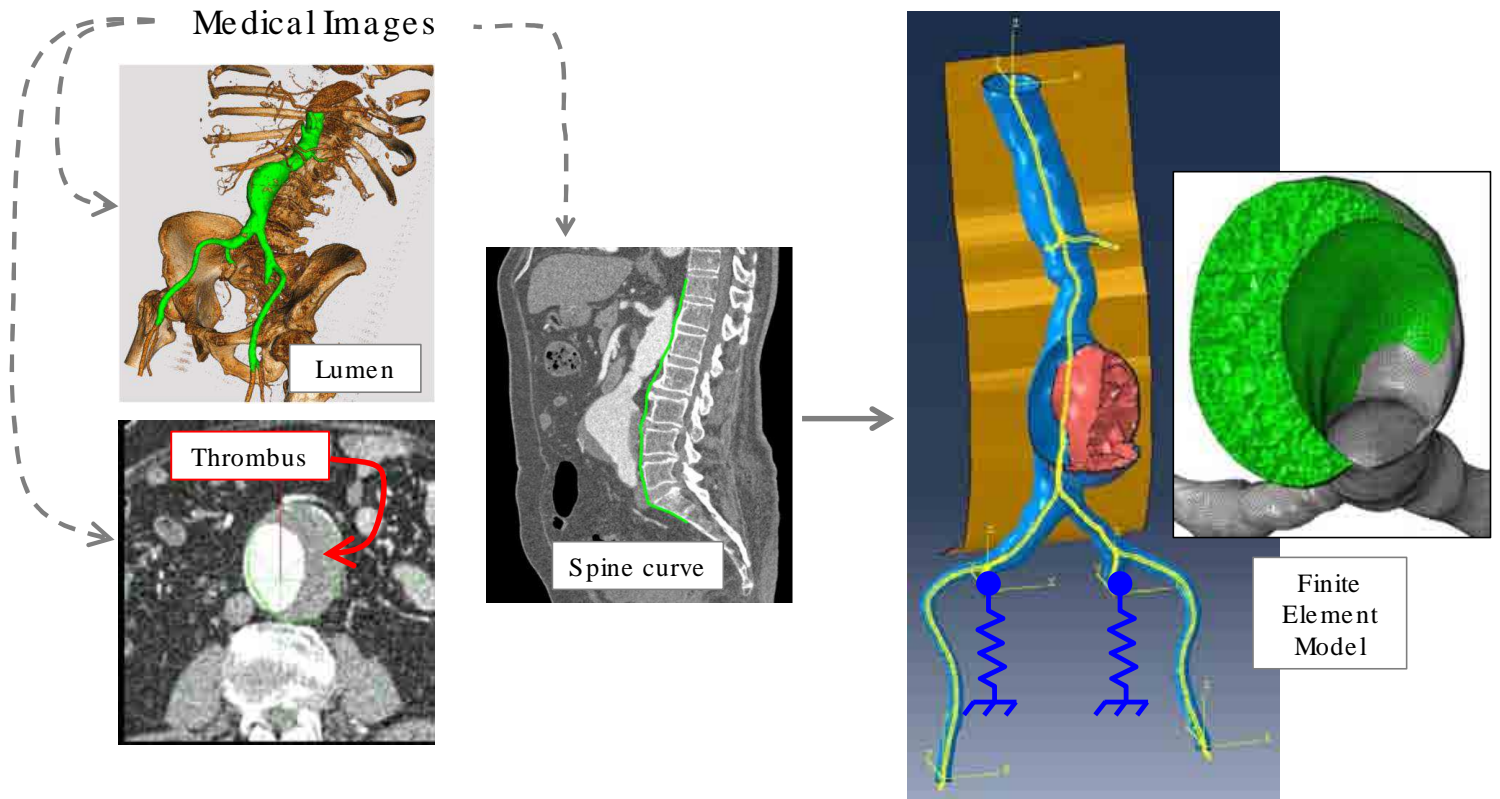 Medical Images
Lumen
Thrombus
Spine curve
Finite
Element
Model